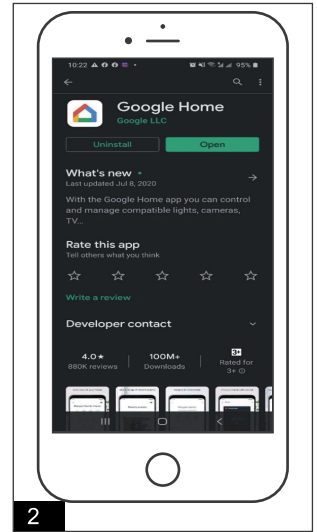 10:22
95%
Google Home
Google LLC
Uninstall
Open
What's new •
Last updated Jul 8, 2020
With the Google Home app you can control
and manage compatible lights, cameras,
TV...
Rate this app
Tell others what you think
Write a review
Developer contact
4.0★
880K reviews
100M+
Downloads
3+
Rated for
3+
2